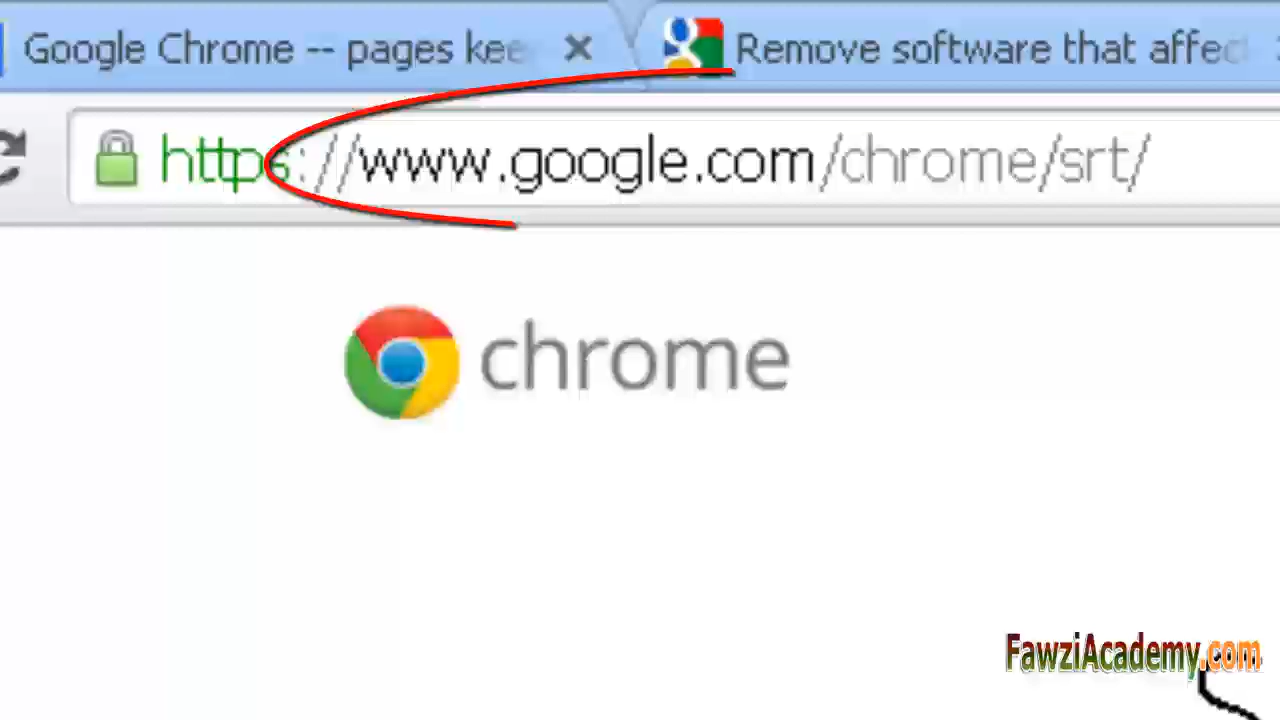 Google Chrome -- pages kee
Remove software that affec
https://www.google.com/chrome/srt/
chrome
FawziAcademy.com